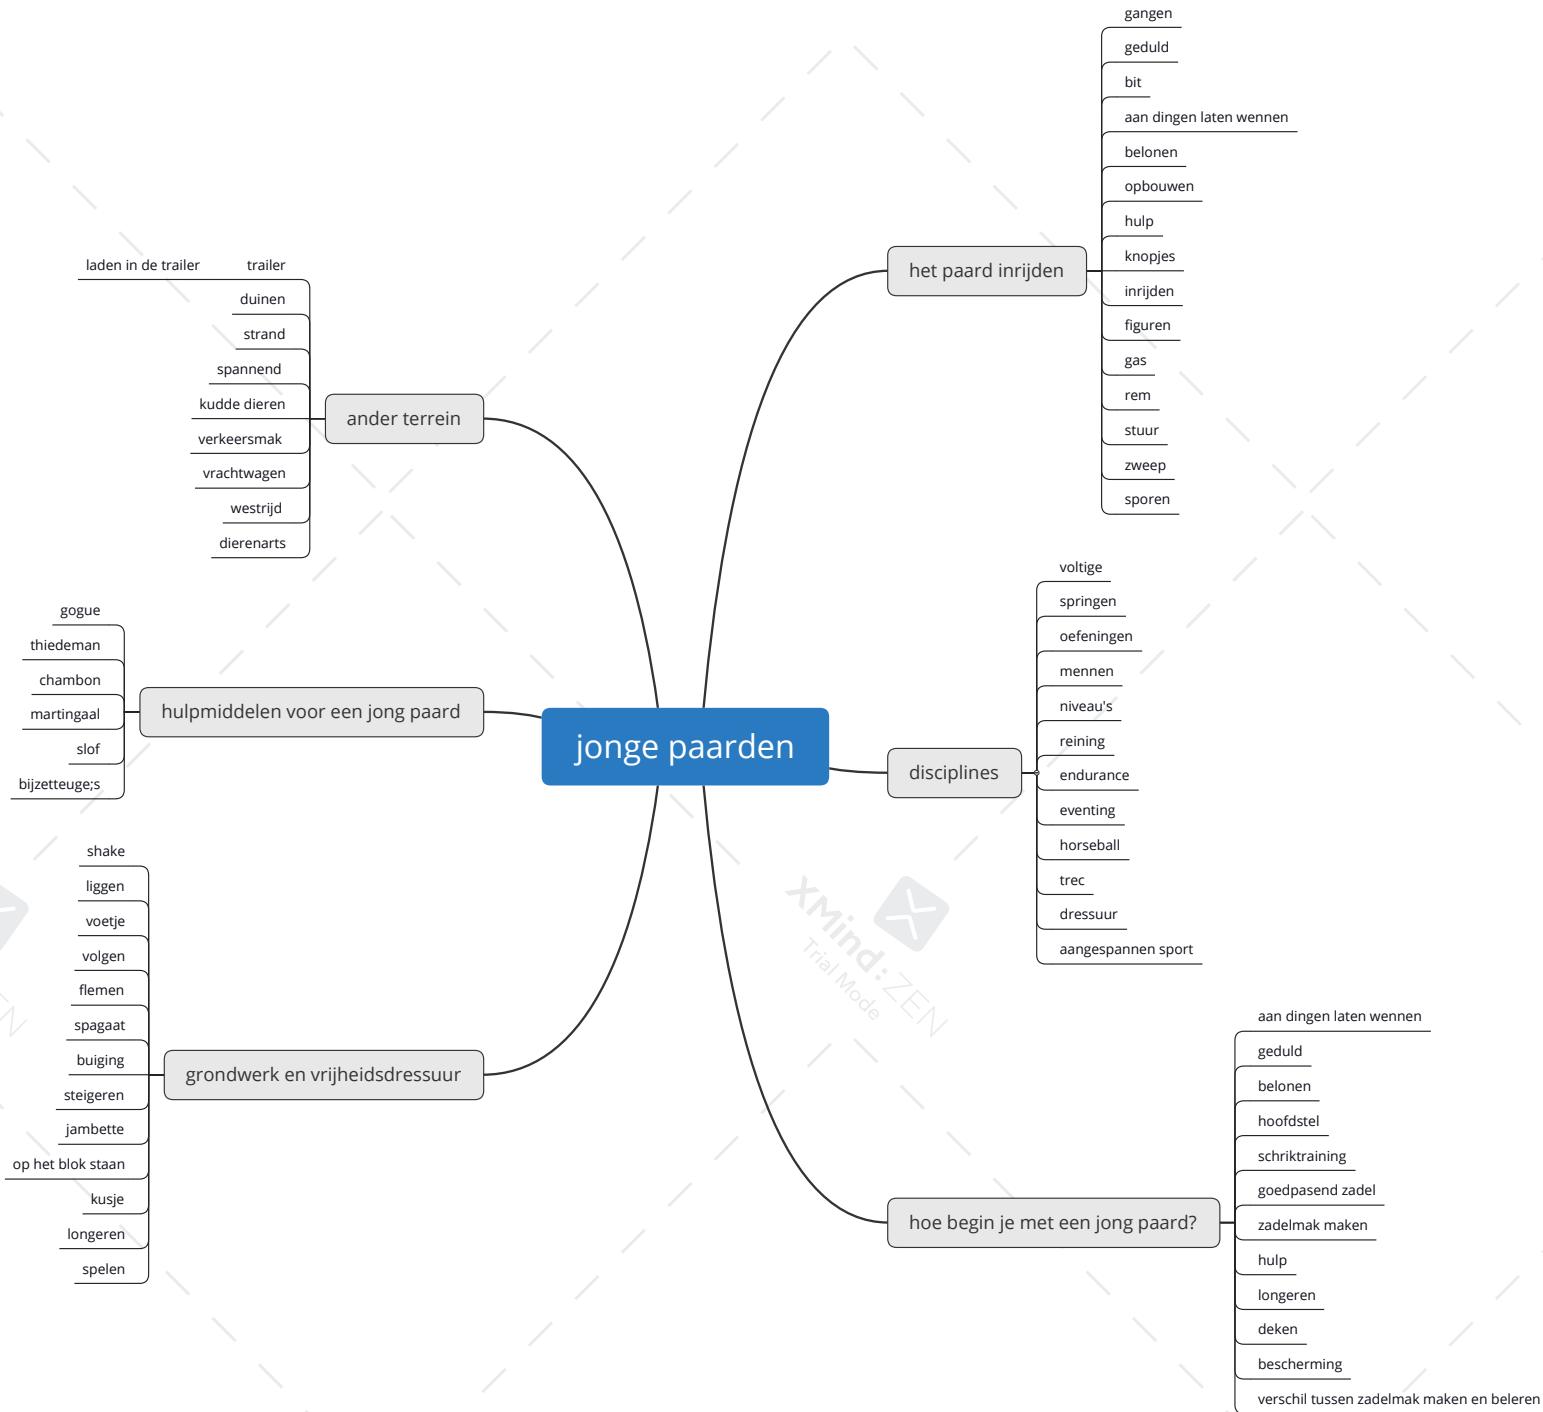 jonge paarden
het paard inrijden
gangen
geduld
bit
aan dingen laten wennen
belonen
opbouwen
hulp
knopjes
inrijden
figuren
gas
rem
stuur
zweep
sporen
disciplines
voltige
springen
oefeningen
mennen
niveau's
reining
endurance
eventing
horseball
trec
dressuur
aangespannen sport
hoe begin je met een jong paard?
aan dingen laten wennen
geduld
belonen
hoofdstel
schriktraining
goedpasend zadel
zadelmak maken
hulp
longeren
deken
bescherming
verschil tussen zadelmak maken en beleren
ander terrein
trailer
laden in de trailer
duinen
strand
spannend
kudde dieren
verkeersmak
vrachtwagen
westrijd
dierenarts
hulpmiddelen voor een jong paard
gogue
thiedeman
chambon
martingaal
slof
bijzetteuge;s
grondwerk en vrijheidsdressuur
shake
liggen
voetje
volgen
flemen
spagaat
buiging
steigeren
jambette
op het blok staan
kusje
longeren
spelen
XMind:ZEN
Trial Mode
EN